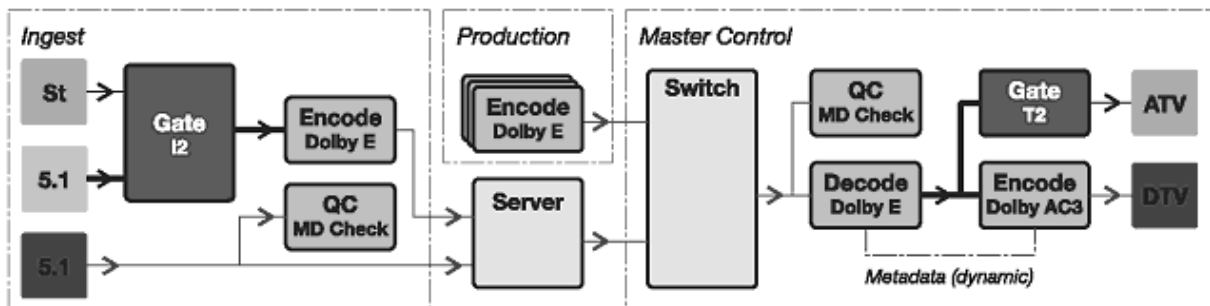 Ingest
St
5.1
5.1
Gate
I2
Encode
Dolby E
QC
MD Check
Production
Encode
Dolby E
Server
Master Control
Switch
QC
MD Check
Decode
Dolby E
Gate
T2
Encode
Dolby AC3
ATV
DTV
Metadata (dynamic)